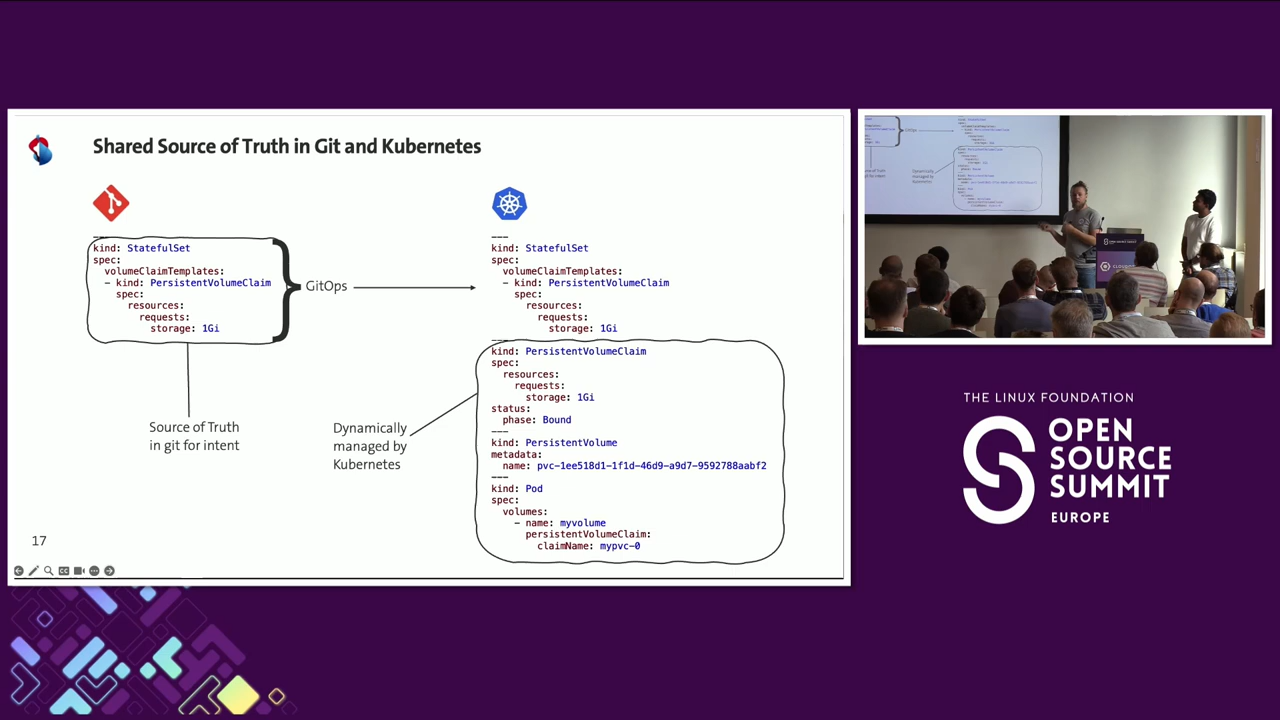 Shared Source of Truth in Git and Kubernetes
---
kind: StatefulSet
spec:
volumeClaimTemplates:
- kind: PersistentVolumeClaim
spec:
resources:
requests:
storage: 1Gi
GitOps
Source of Truth
in git for intent
Dynamically
managed by
Kubernetes
---
kind: StatefulSet
spec:
volumeClaimTemplates:
- kind: PersistentVolumeClaim
spec:
resources:
requests:
storage: 1Gi
---
kind: PersistentVolumeClaim
spec:
resources:
requests:
storage: 1Gi
status:
phase: Bound
---
kind: PersistentVolume
metadata:
name: pvc-1ee518d1-1f1d-46d9-a9d7-9592788aabf2
---
kind: Pod
spec:
volumes:
- name: myvolume
persistentVolumeClaim:
claimName: mypvc-0
17
THE LINUX FOUNDATION
OPEN
SOURCE
SUMMIT
EUROPE